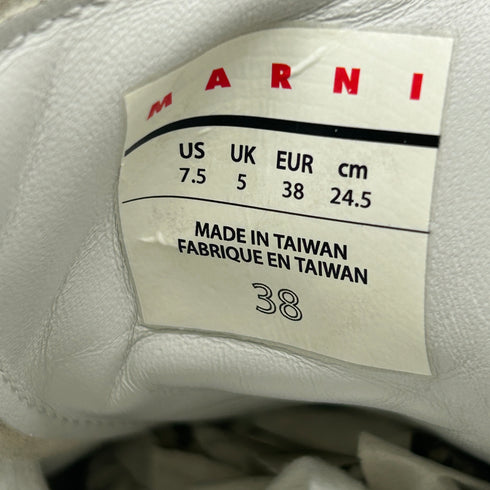 MARNI
US UK EUR cm
7.5 5 38 24.5
MADE IN TAIWAN
FABRIQUE EN TAIWAN
38